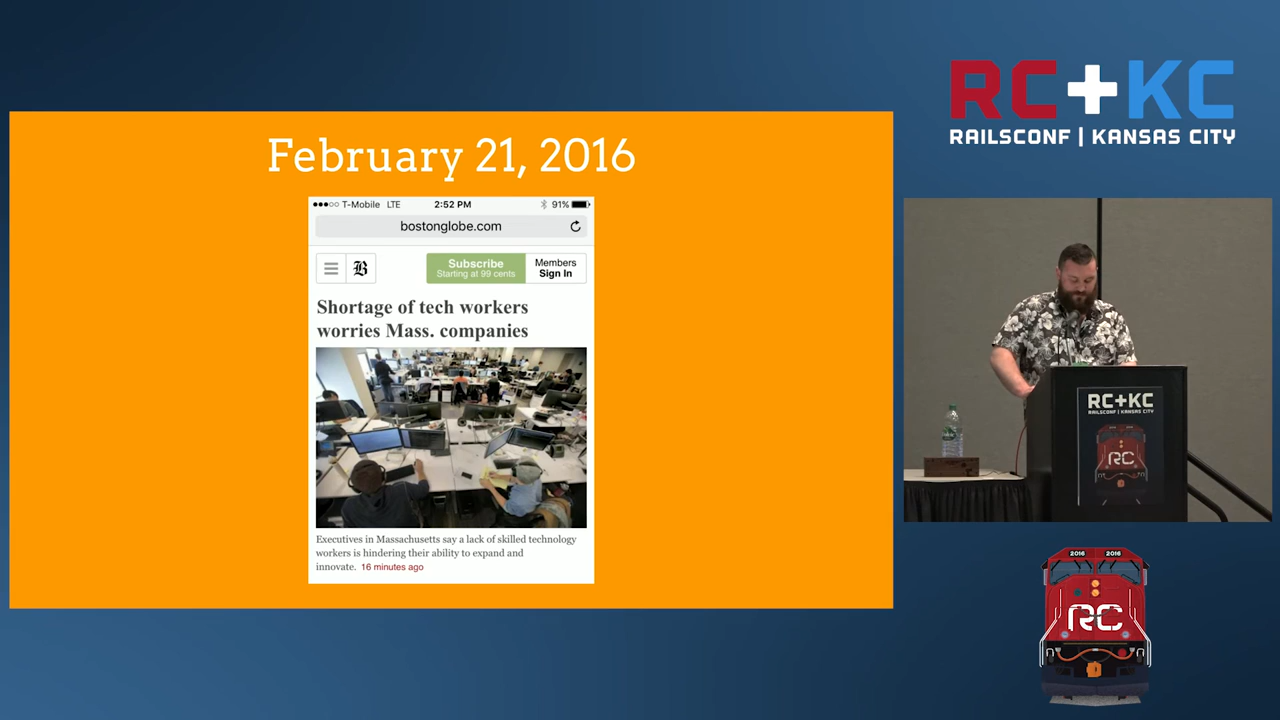 February 21, 2016
T-Mobile LTE 2:52 PM 91%
bostonglobe.com
B
Subscribe
Starting at 99 cents
Members
Sign In
Shortage of tech workers
worries Mass. companies
Executives in Massachusetts say a lack of skilled technology
workers is hindering their ability to expand and
innovate. 16 minutes ago
RC+KC
RAILSCONF | KANSAS CITY
RC+KC
RAILSCONF | KANSAS CITY
RC
2016 2016
RC